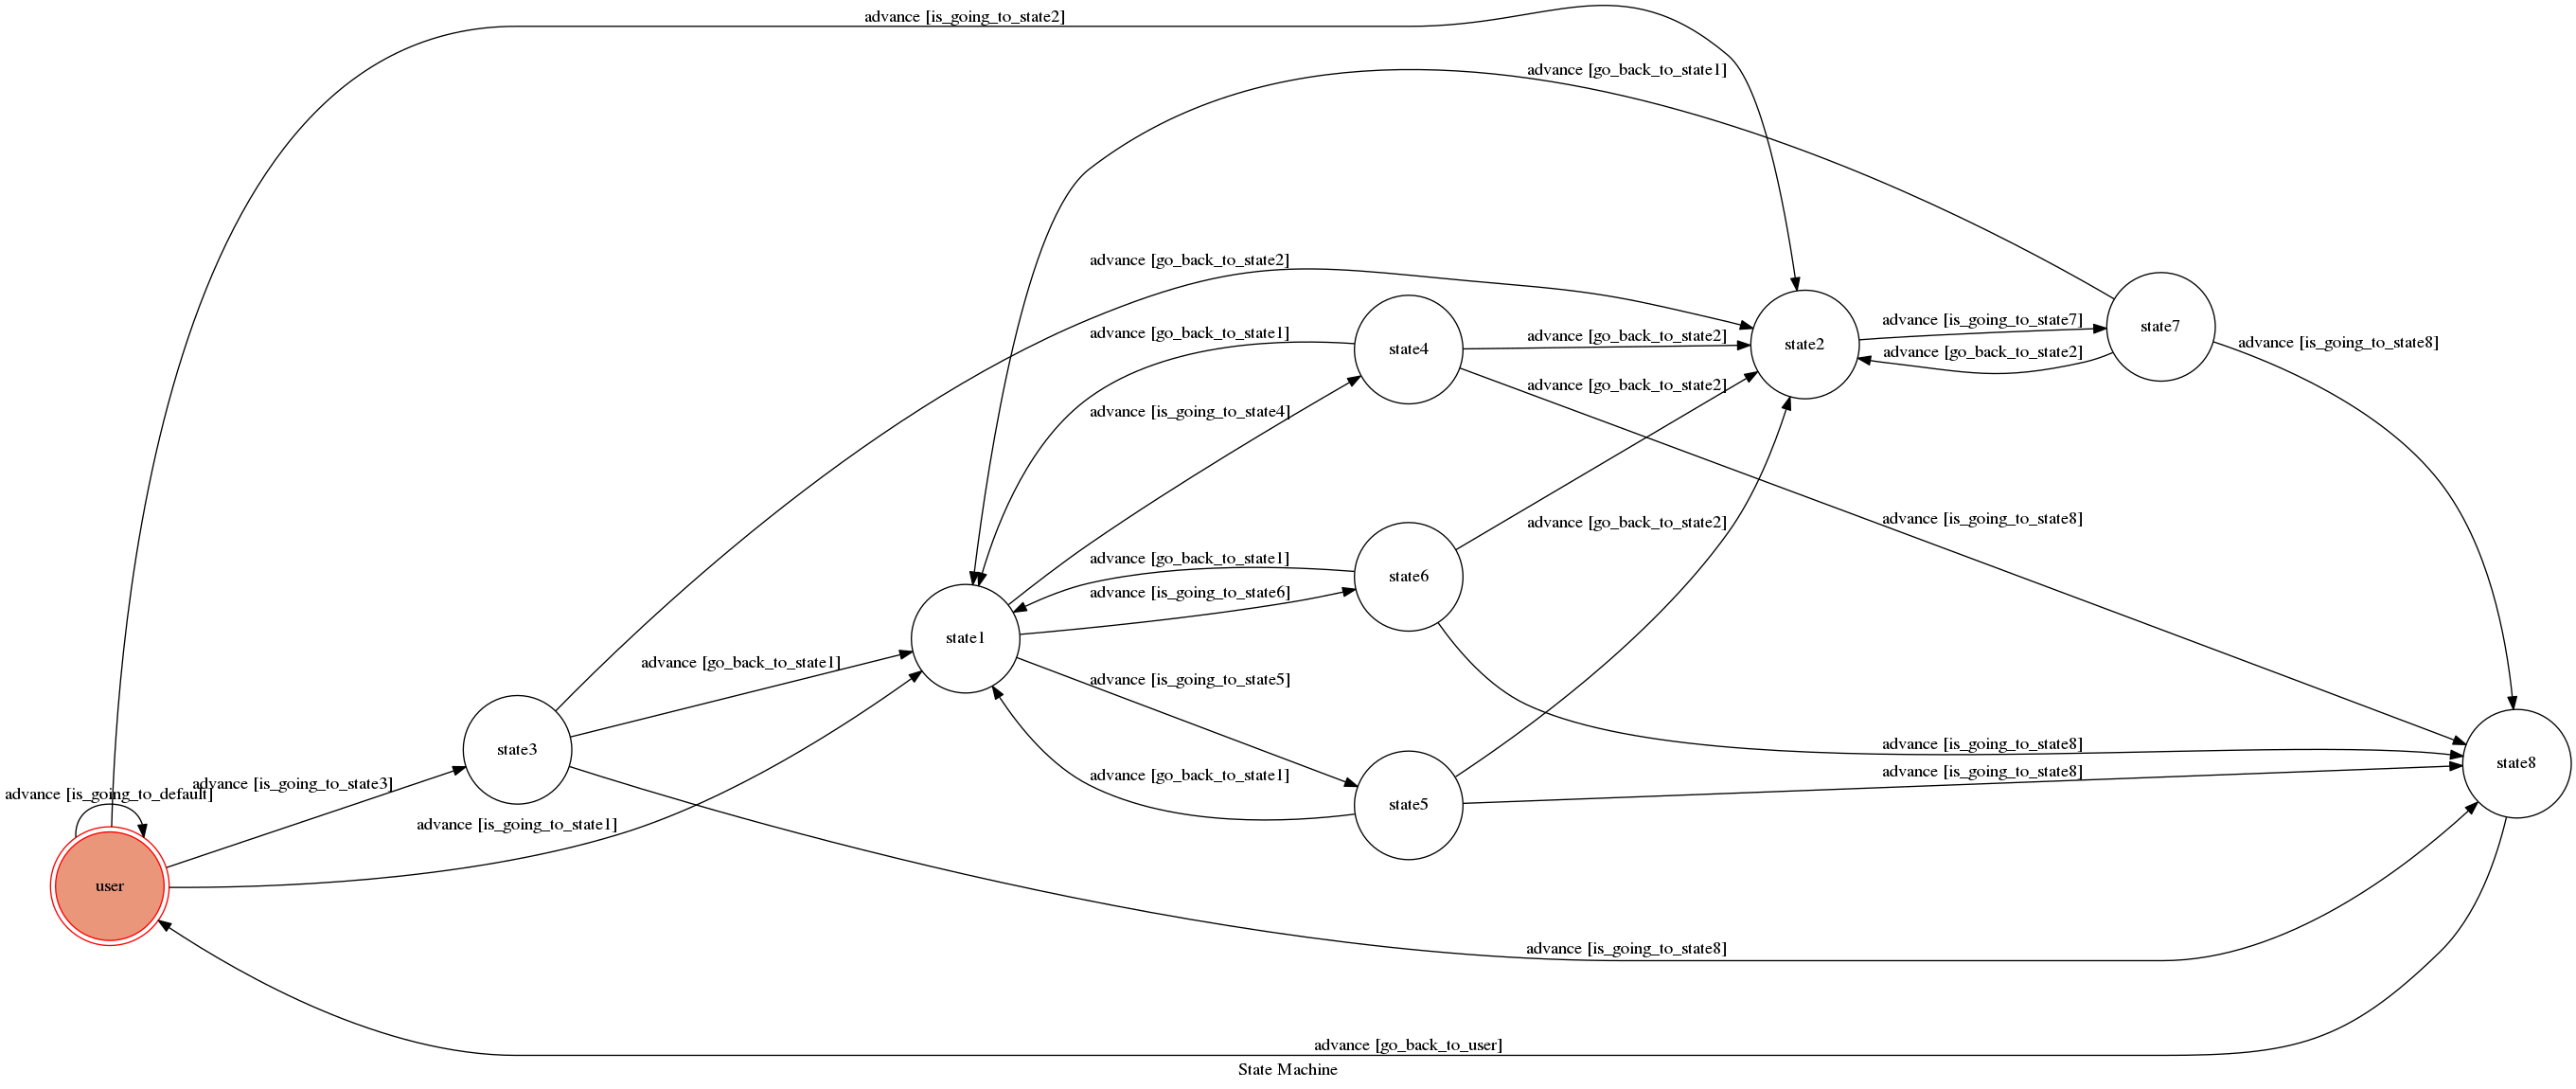 advance [is_going_to_state2]
advance [go_back_to_state1]
advance [go_back_to_state2]
advance [go_back_to_state1]
advance [go_back_to_state2]
advance [is_going_to_state7]
state7
advance [is_going_to_state8]
state4
state2
advance [go_back_to_state2]
advance [go_back_to_state2]
advance [is_going_to_state4]
advance [is_going_to_state8]
advance [go_back_to_state2]
advance [go_back_to_state1]
state6
advance [is_going_to_state6]
state1
advance [go_back_to_state1]
advance [is_going_to_state5]
state3
advance [is_going_to_state8]
state8
advance [is_going_to_state8]
advance [go_back_to_state1]
advance [is_going_to_state3]
advance [is_going_to_default]
state5
advance [is_going_to_state1]
user
advance [is_going_to_state8]
advance [go_back_to_user]
State Machine